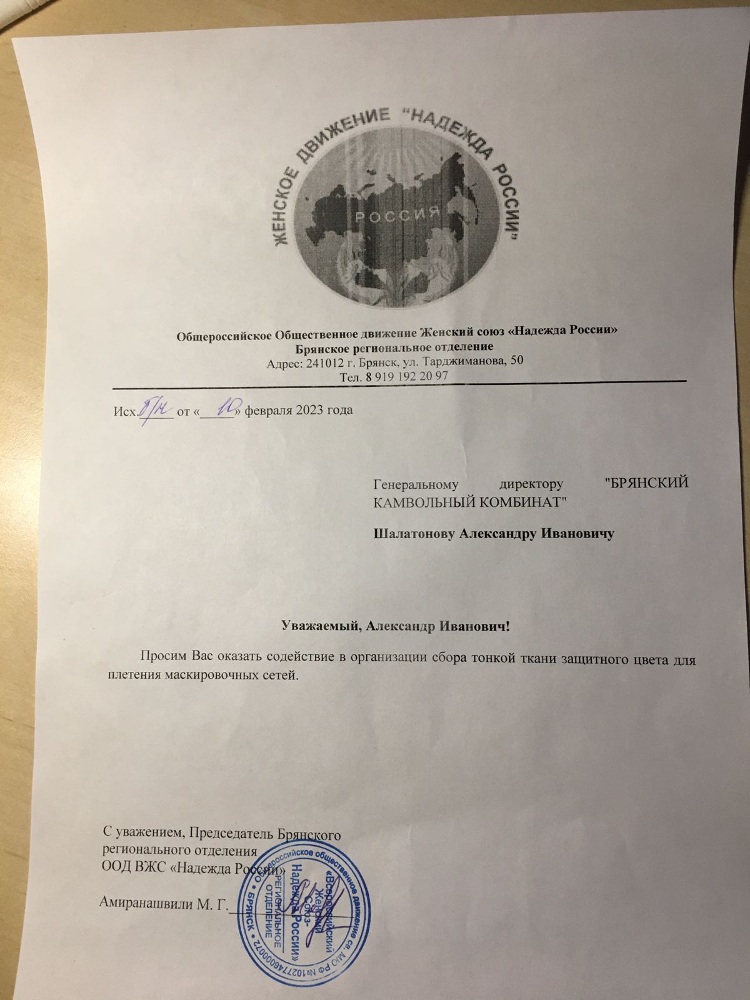 ЖЕНСКОЕ ДВИЖЕНИЕ "НАДЕЖДА РОССИИ"
РОССИЯ
Общероссийское Общественное движение Женский союз «Надежда России»
Брянское региональное отделение
Адрес: 241012 г. Брянск, ул. Тарджиманова, 50
Тел. 8 919 192 20 97
Исх. б/н от «10» февраля 2023 года
Генеральному директору "БРЯНСКИЙ
КАМВОЛЬНЫЙ КОМБИНАТ"
Шалатонову Александру Ивановичу
Уважаемый, Александр Иванович!
Просим Вас оказать содействие в организации сбора тонкой ткани защитного цвета для
плетения маскировочных сетей.
С уважением, Председатель Брянского
регионального отделения
ООД ВЖС «Надежда России»
Амиранашвили М. Г.
Общероссийское общественное движение св. МЮ РФ №1027746000072 * БРЯНСК *
«Всероссийский
Женский
Союз-
Надежда России»
РЕГИОНАЛЬНОЕ
ОТДЕЛЕНИЕ